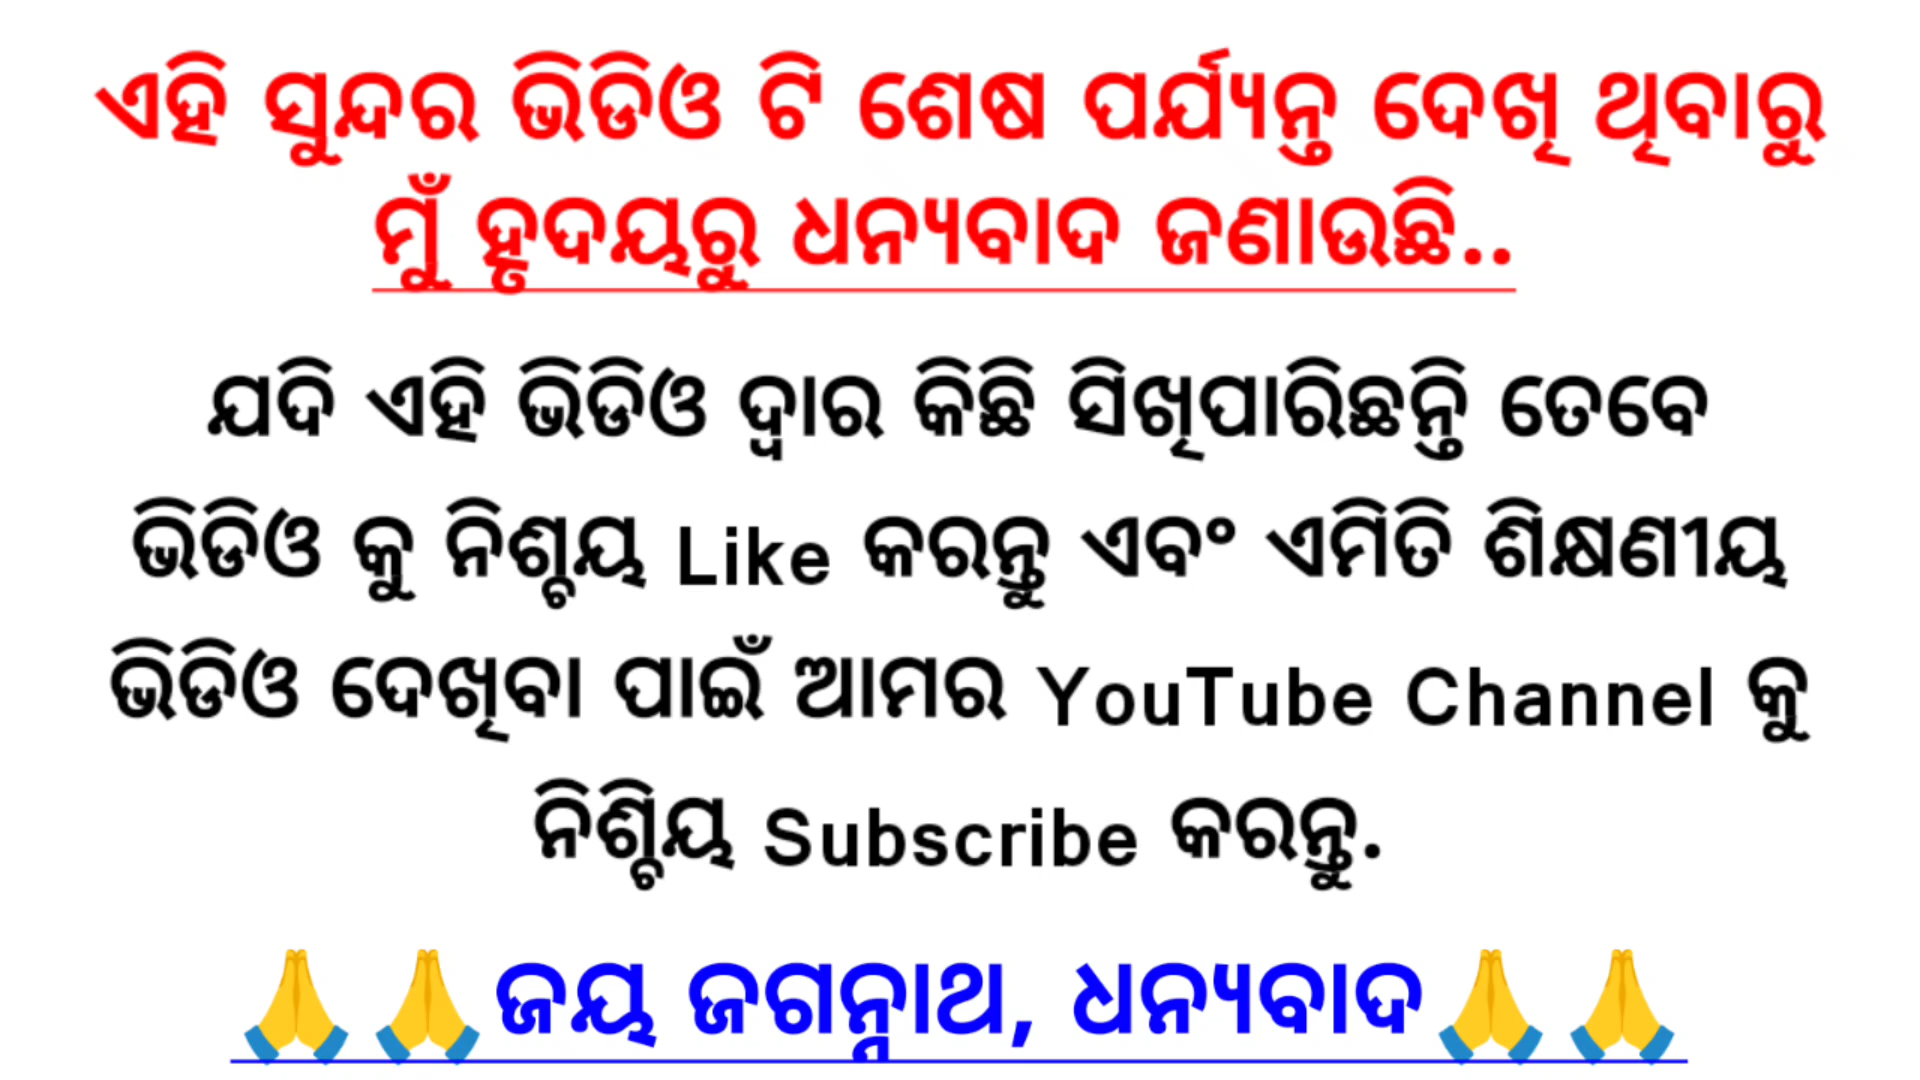 ଏହି ସୁନ୍ଦର ଭିଡିଓ ଟି ଶେଷ ପର୍ଯ୍ୟନ୍ତ ଦେଖି ଥିବାରୁ
ମୁଁ ହୃଦୟରୁ ଧନ୍ୟବାଦ ଜଣାଉଛି..
ଯଦି ଏହି ଭିଡିଓ ଦ୍ୱାର କିଛି ସିଖିପାରିଛନ୍ତି ତେବେ
ଭିଡିଓ କୁ ନିଶ୍ଚୟ Like କରନ୍ତୁ ଏବଂ ଏମିତି ଶିକ୍ଷଣୀୟ
ଭିଡିଓ ଦେଖିବା ପାଇଁ ଆମର YouTube Channel କୁ
ନିଶ୍ଚିୟ Subscribe କରନ୍ତୁ.
🙏🙏ଜୟ ଜଗନ୍ନାଥ, ଧନ୍ୟବାଦ🙏🙏